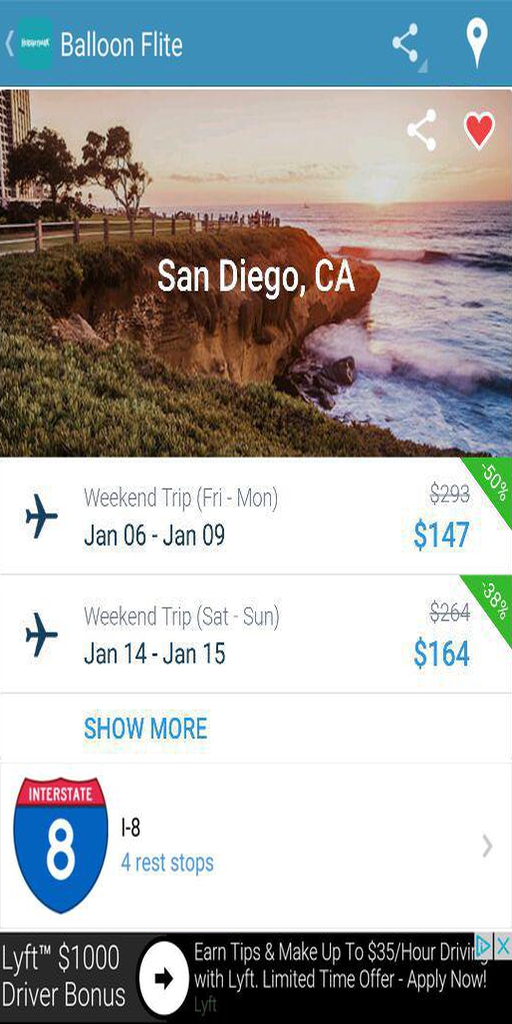 Balloon Flite
San Diego, CA
Weekend Trip (Fri - Mon)
$293
-50%
Jan 06 - Jan 09
$147
Weekend Trip (Sat - Sun)
$264
-38%
Jan 14 - Jan 15
$164
SHOW MORE
INTERSTATE
8
I-8
4 rest stops
Lyft™ $1000
Driver Bonus
Earn Tips & Make Up To $35/Hour Driving
with Lyft. Limited Time Offer - Apply Now!
Lyft